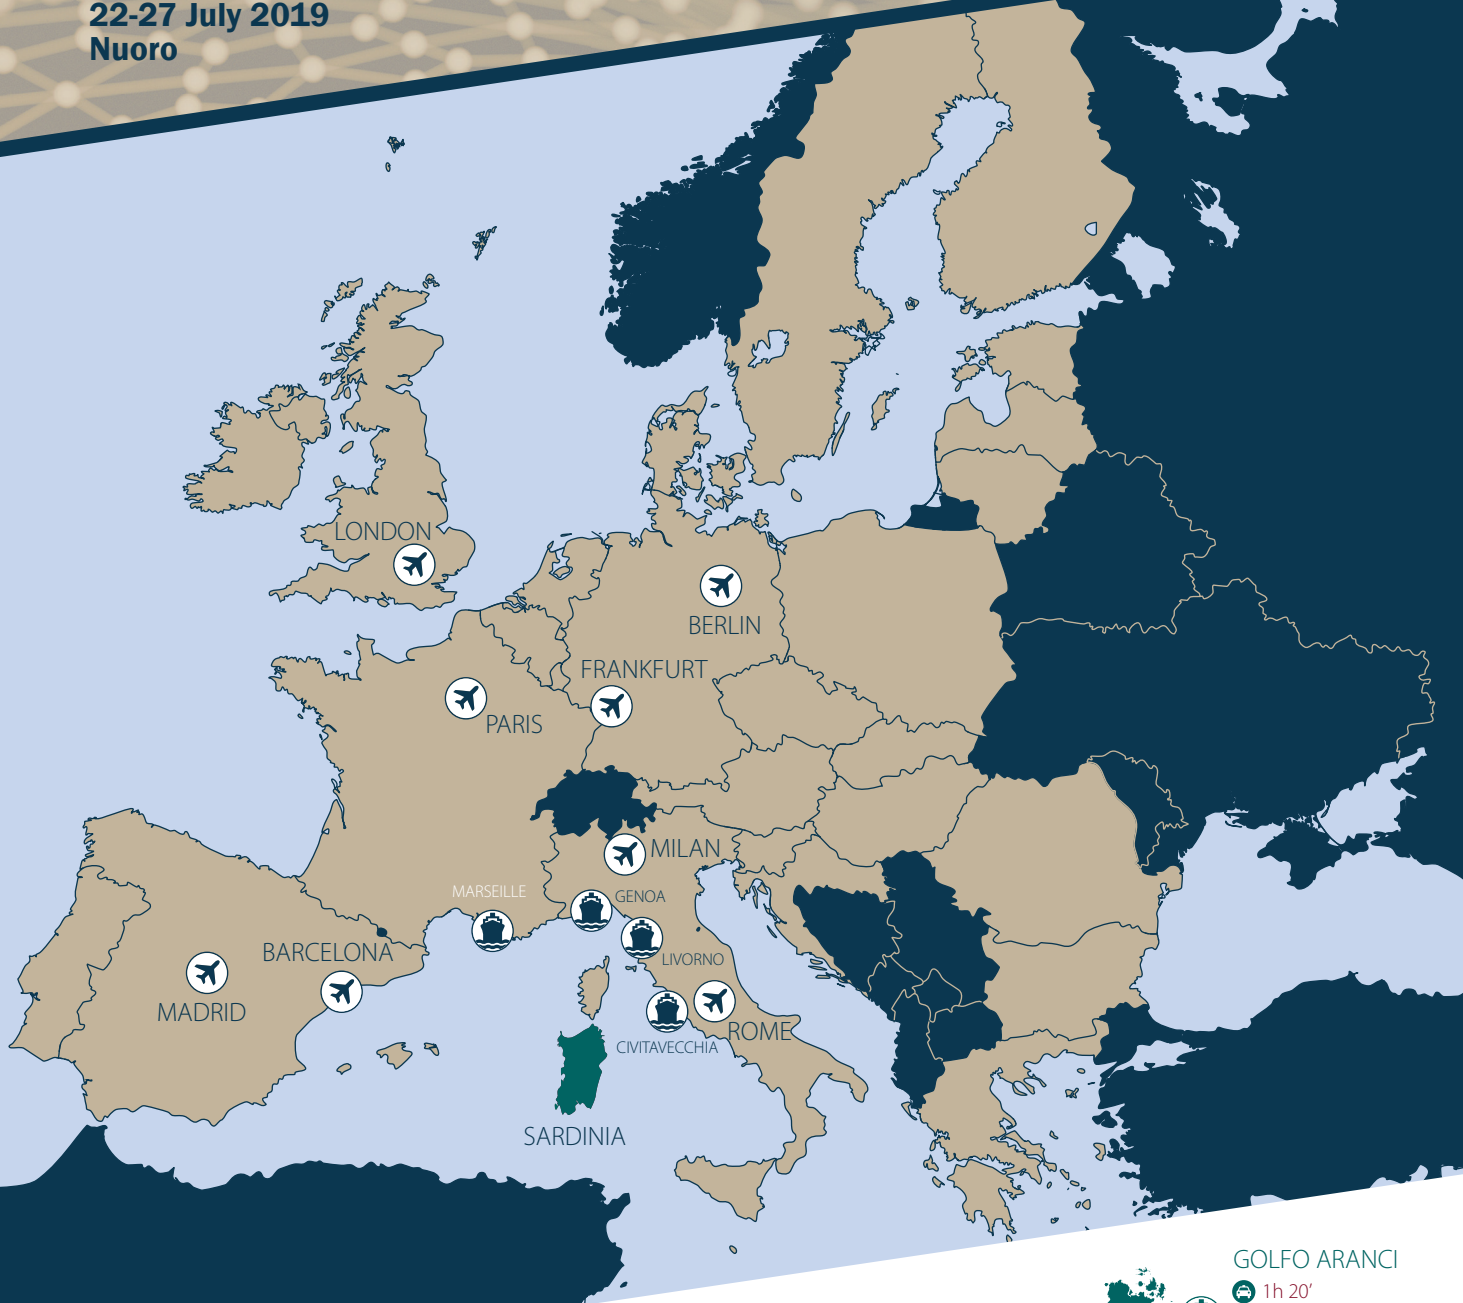 22-27 July 2019
Nuoro
LONDON
BERLIN
FRANKFURT
PARIS
MILAN
MARSEILLE
GENOA
BARCELONA
LIVORNO
MADRID
ROME
CIVITAVECCHIA
SARDINIA
GOLFO ARANCI
1h 20’